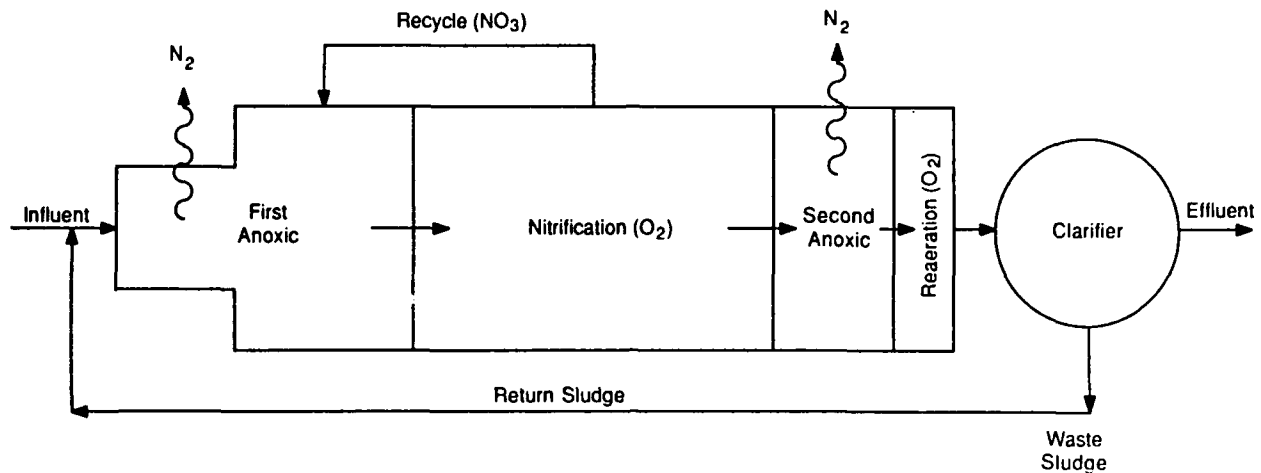 Recycle (NO3)
N2
N2
Influent
First
Anoxic
Nitrification (O2)
Second
Anoxic
Reaeration (O2)
Clarifier
Effluent
Return Sludge
Waste
Sludge